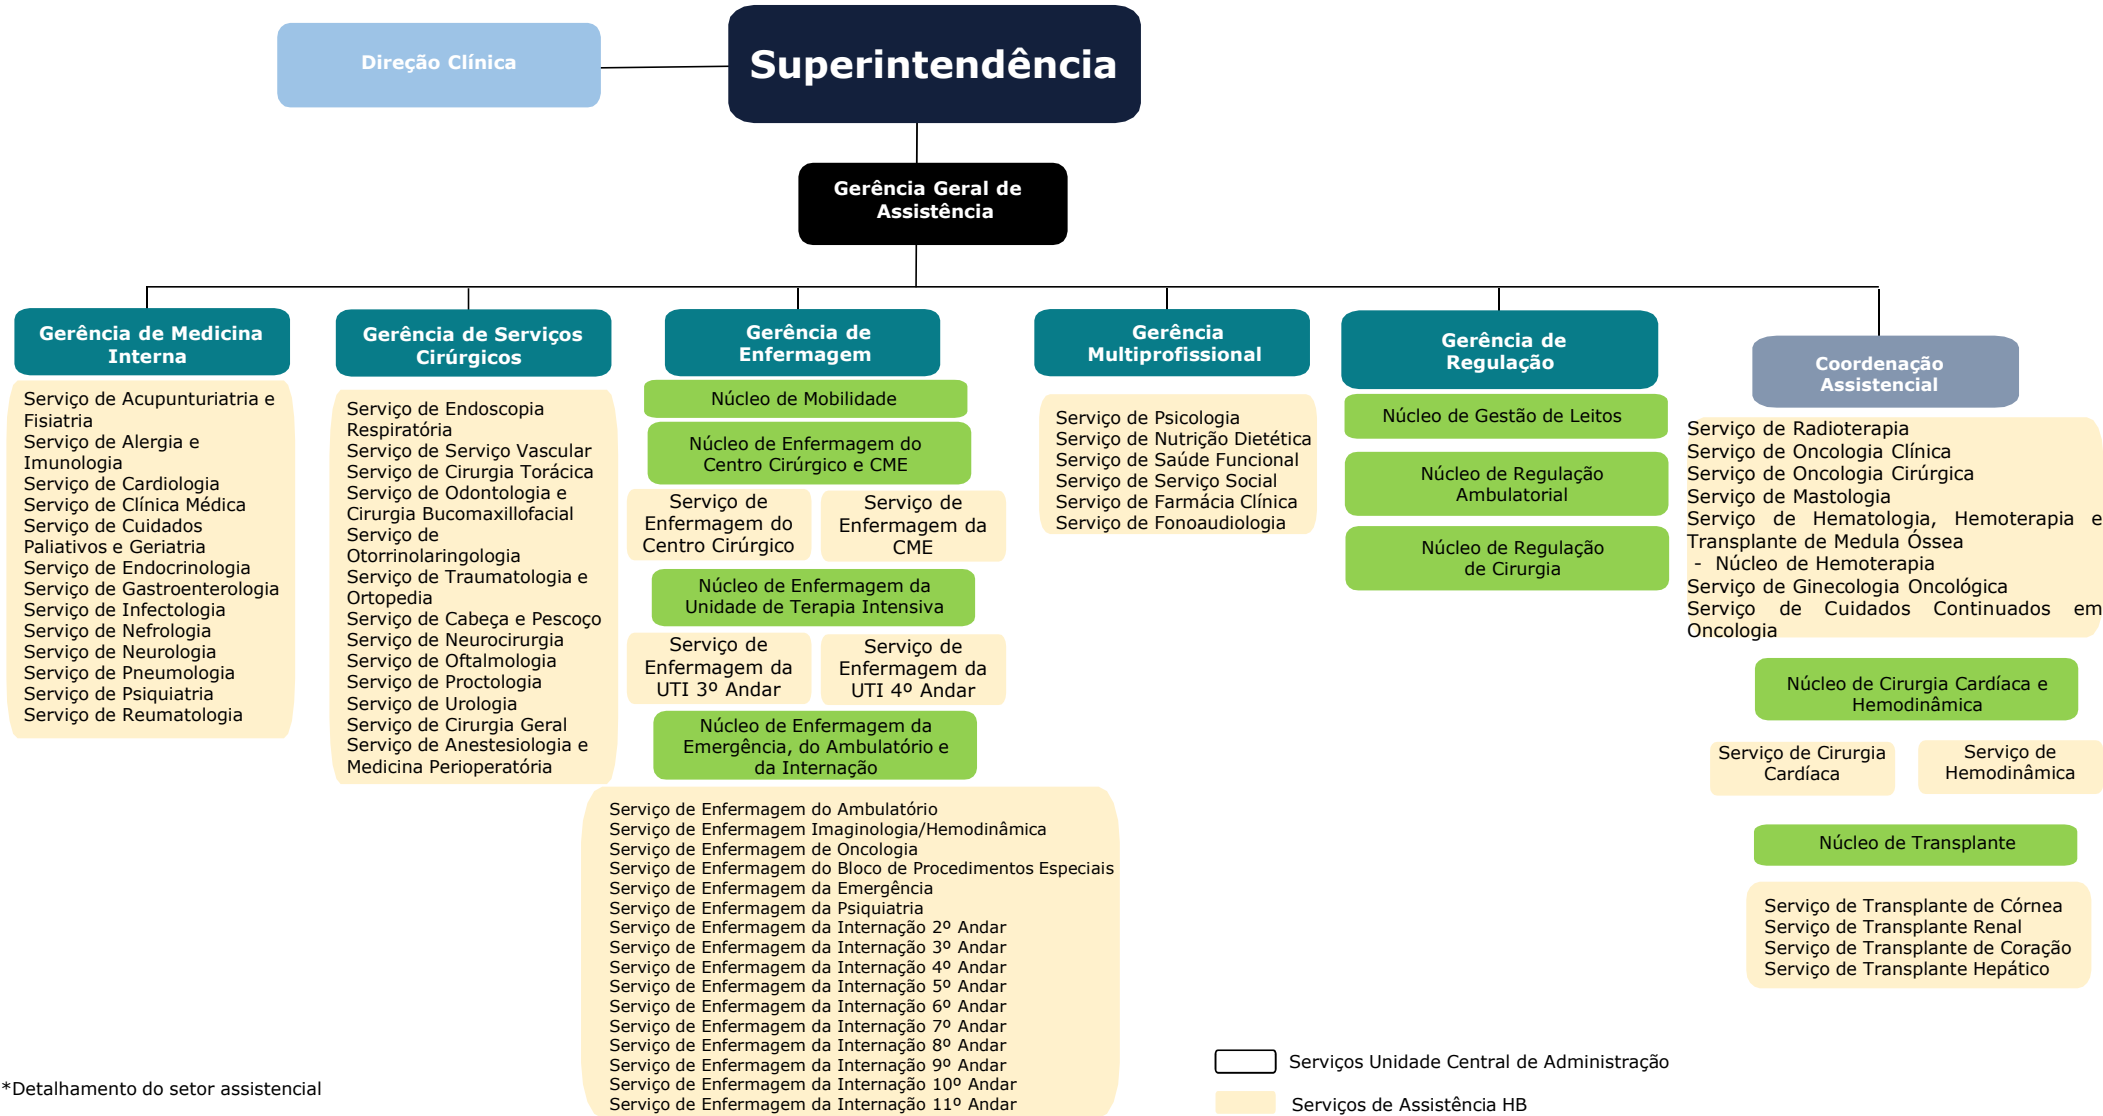 Direção Clínica
Superintendência
Gerência Geral de
Assistência
Gerência de Medicina
Interna
Serviço de Acupunturiatria e
Fisiatria
Serviço de Alergia e
Imunologia
Serviço de Cardiologia
Serviço de Clínica Médica
Serviço de Cuidados
Paliativos e Geriatria
Serviço de Endocrinologia
Serviço de Gastroenterologia
Serviço de Infectologia
Serviço de Nefrologia
Serviço de Neurologia
Serviço de Pneumologia
Serviço de Psiquiatria
Serviço de Reumatologia
Gerência de Serviços
Cirúrgicos
Serviço de Endoscopia
Respiratória
Serviço de Serviço Vascular
Serviço de Cirurgia Torácica
Serviço de Odontologia e
Cirurgia Bucomaxillofacial
Serviço de
Otorrinolaringologia
Serviço de Traumatologia e
Ortopedia
Serviço de Cabeça e Pescoço
Serviço de Neurocirurgia
Serviço de Oftalmologia
Serviço de Proctologia
Serviço de Urologia
Serviço de Cirurgia Geral
Serviço de Anestesiologia e
Medicina Perioperatória
Gerência de
Enfermagem
Núcleo de Mobilidade
Núcleo de Enfermagem do
Centro Cirúrgico e CME
Serviço de
Enfermagem do
Centro Cirúrgico
Serviço de
Enfermagem da
CME
Núcleo de Enfermagem da
Unidade de Terapia Intensiva
Serviço de
Enfermagem da
UTI 3º Andar
Serviço de
Enfermagem da
UTI 4º Andar
Núcleo de Enfermagem da
Emergência, do Ambulatório e
da Internação
Serviço de Enfermagem do Ambulatório
Serviço de Enfermagem Imaginologia/Hemodinâmica
Serviço de Enfermagem de Oncologia
Serviço de Enfermagem do Bloco de Procedimentos Especiais
Serviço de Enfermagem da Emergência
Serviço de Enfermagem da Psiquiatria
Serviço de Enfermagem da Internação 2º Andar
Serviço de Enfermagem da Internação 3º Andar
Serviço de Enfermagem da Internação 4º Andar
Serviço de Enfermagem da Internação 5º Andar
Serviço de Enfermagem da Internação 6º Andar
Serviço de Enfermagem da Internação 7º Andar
Serviço de Enfermagem da Internação 8º Andar
Serviço de Enfermagem da Internação 9º Andar
Serviço de Enfermagem da Internação 10º Andar
Serviço de Enfermagem da Internação 11º Andar
Gerência
Multiprofissional
Serviço de Psicologia
Serviço de Nutrição Dietética
Serviço de Saúde Funcional
Serviço de Serviço Social
Serviço de Farmácia Clínica
Serviço de Fonoaudiologia
Gerência de
Regulação
Núcleo de Gestão de Leitos
Núcleo de Regulação
Ambulatorial
Núcleo de Regulação
de Cirurgia
Coordenação
Assistencial
Serviço de Radioterapia
Serviço de Oncologia Clínica
Serviço de Oncologia Cirúrgica
Serviço de Mastologia
Serviço de Hematologia, Hemoterapia e
Transplante de Medula Óssea
- Núcleo de Hemoterapia
Serviço de Ginecologia Oncológica
Serviço de Cuidados Continuados em
Oncologia
Núcleo de Cirurgia Cardíaca e
Hemodinâmica
Serviço de Cirurgia
Cardíaca
Serviço de
Hemodinâmica
Núcleo de Transplante
Serviço de Transplante de Córnea
Serviço de Transplante Renal
Serviço de Transplante de Coração
Serviço de Transplante Hepático
Serviços Unidade Central de Administração
Serviços de Assistência HB
*Detalhamento do setor assistencial